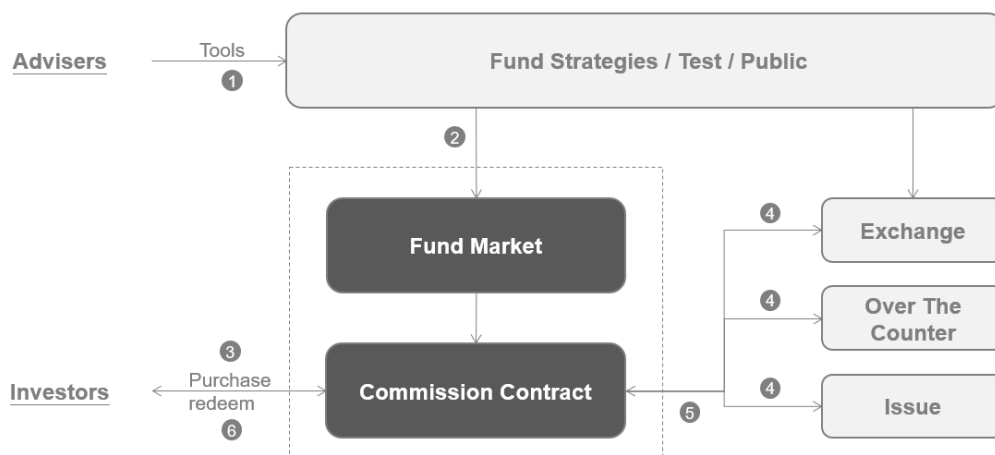 Tools
Advisers
1
Fund Strategies / Test / Public
2
4
Fund Market
Exchange
4
Over The
Counter
3
Purchase
Investors
redeem
6
Commission Contract
5
4
Issue